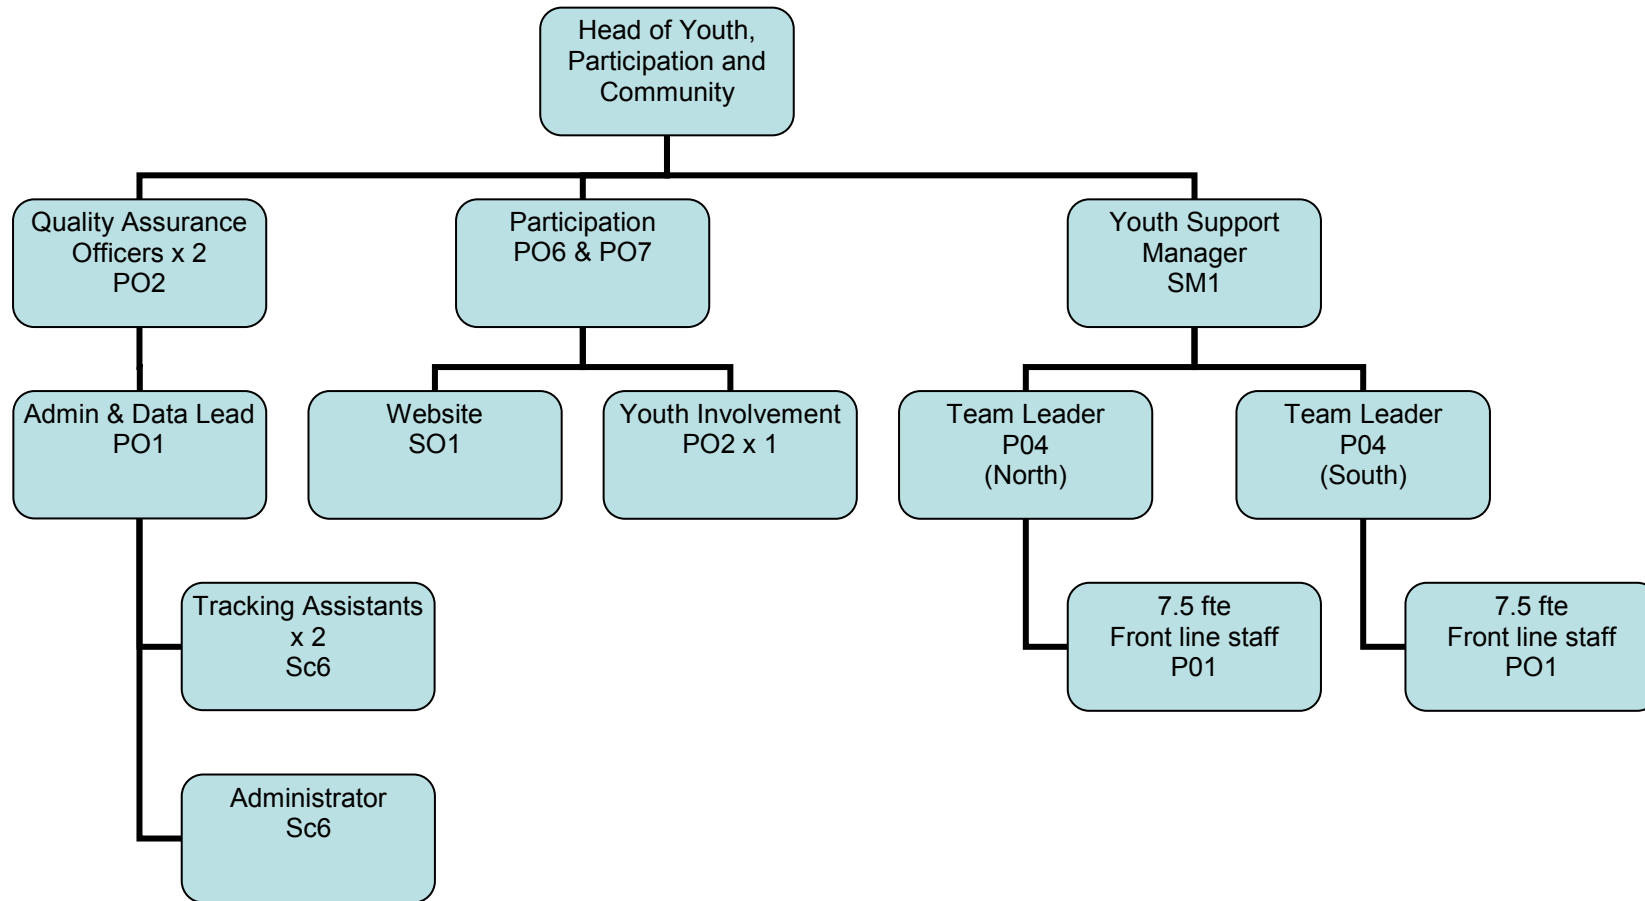 Head of Youth,
Participation and
Community
Quality Assurance
Officers x 2
PO2
Participation
PO6 & PO7
Youth Support
Manager
SM1
Admin & Data Lead
PO1
Website
SO1
Youth Involvement
PO2 x 1
Team Leader
P04
(North)
Team Leader
P04
(South)
Tracking Assistants
x 2
Sc6
7.5 fte
Front line staff
P01
7.5 fte
Front line staff
PO1
Administrator
Sc6